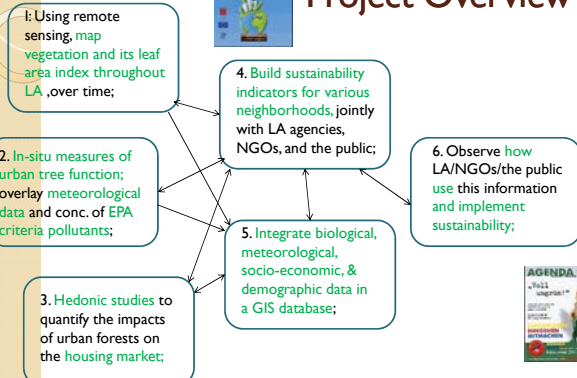 Project Overview
1: Using remote
sensing, map
vegetation and its leaf
area index throughout
LA ,over time;
4. Build sustainability
indicators for various
neighborhoods, jointly
with LA agencies,
NGOs, and the public;
2. In-situ measures of
urban tree function;
overlay meteorological
data and conc. of EPA
criteria pollutants;
6. Observe how
LA/NGOs/the public
use this information
and implement
sustainability;
5. Integrate biological,
meteorological,
socio-economic, &
demographic data in
a GIS database;
3. Hedonic studies to
quantify the impacts
of urban forests on
the housing market;
AGENDA
„Voll
ungrün!"
MITMACHEN